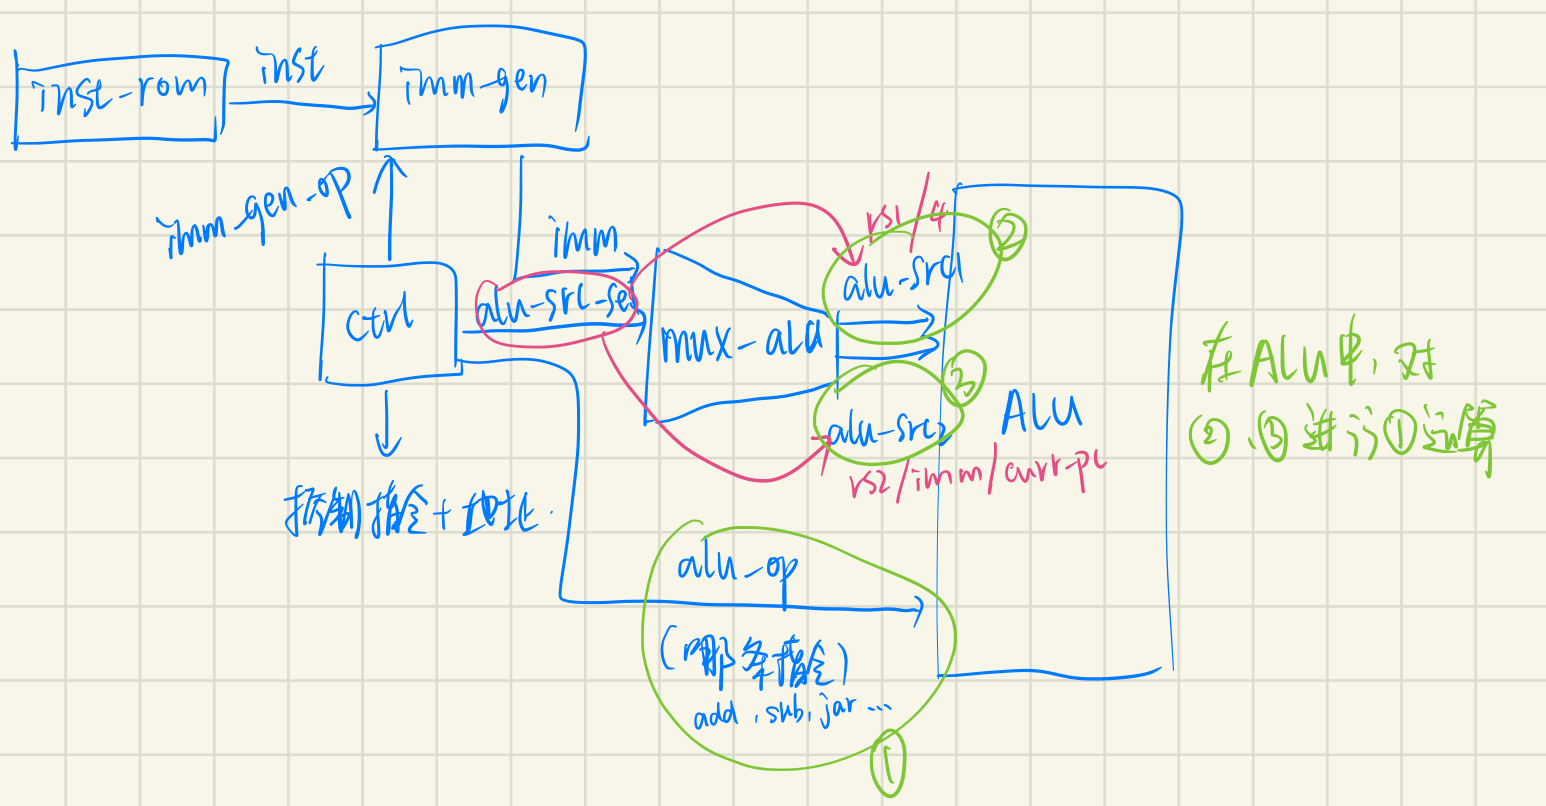 inst-rom
inst
imm-gen
imm-gen-op
imm
ctrl
alu-src-sel
mux-alu
rs1/4
alu-src1
②
③
alu-src2
rs2/imm/curr-pc
ALU
在ALU中,对
②、③进行①运算
控制指令+地址.
alu-op
(哪条指令)
add, sub, jar...
①